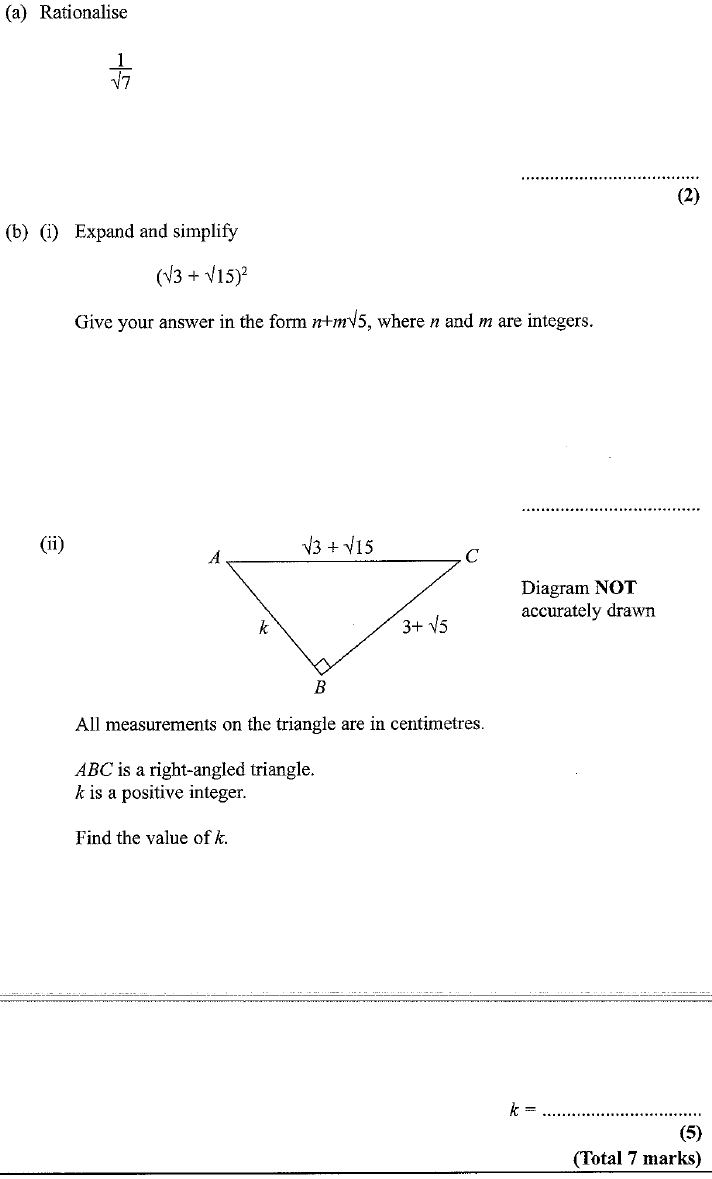 (a) Rationalise
1
√7
(2)
(b) (i) Expand and simplify
(√3 + √15)²
Give your answer in the form n+m√5, where n and m are integers.
(ii)
√3 + √15
A
C
Diagram NOT
accurately drawn
k
3+ √5
B
All measurements on the triangle are in centimetres.
ABC is a right-angled triangle.
k is a positive integer.
Find the value of k.
k = ................................
(5)
(Total 7 marks)